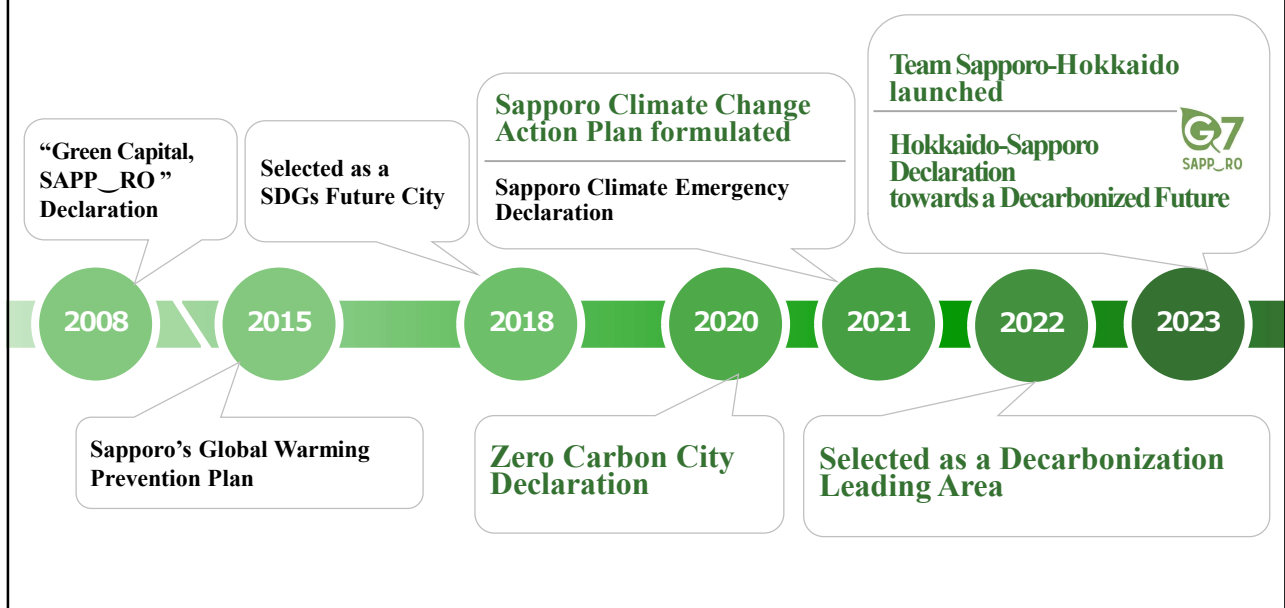 “Green Capital,
SAPP‿RO ”
Declaration
Selected as a
SDGs Future City
Sapporo Climate Change
Action Plan formulated
Sapporo Climate Emergency
Declaration
Team Sapporo-Hokkaido
launched
Hokkaido-Sapporo
Declaration
towards a Decarbonized Future
G7
SAPP‿RO
2008
2015
2018
2020
2021
2022
2023
Sapporo’s Global Warming
Prevention Plan
Zero Carbon City
Declaration
Selected as a Decarbonization
Leading Area